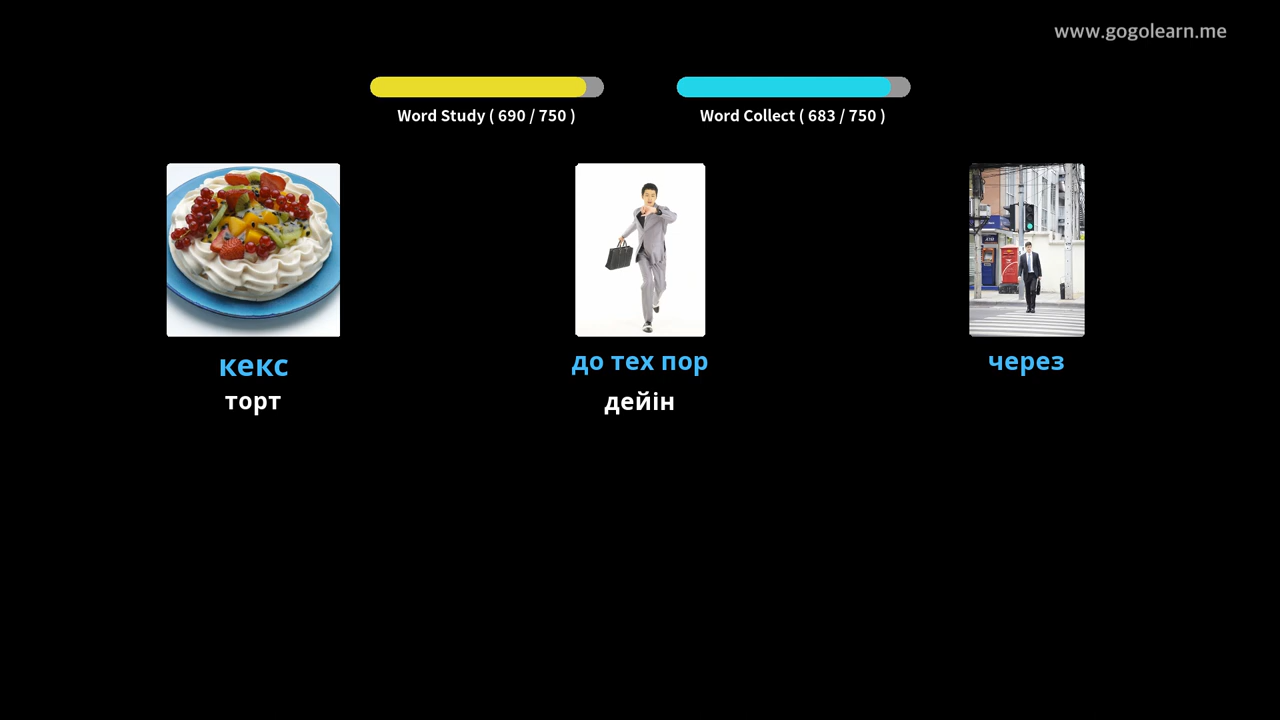 www.gogolearn.me
Word Study ( 690 / 750 )
Word Collect ( 683 / 750 )
кекс
до тех пор
через
торт
дейін